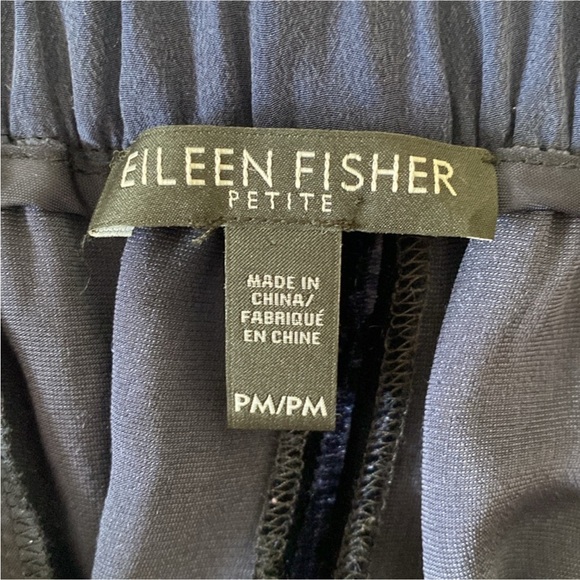 EILEEN FISHER
PETITE
MADE IN
CHINA/
FABRIQUÉ
EN CHINE
PM/PM